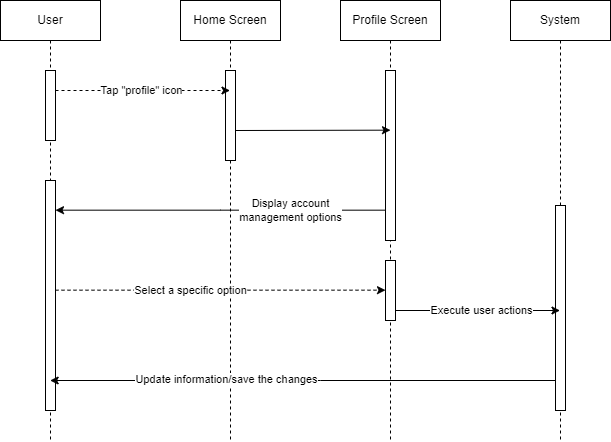 User
Home Screen
Profile Screen
System
Tap "profile" icon
Display account
management options
Select a specific option
Execute user actions
Update information/save the changes